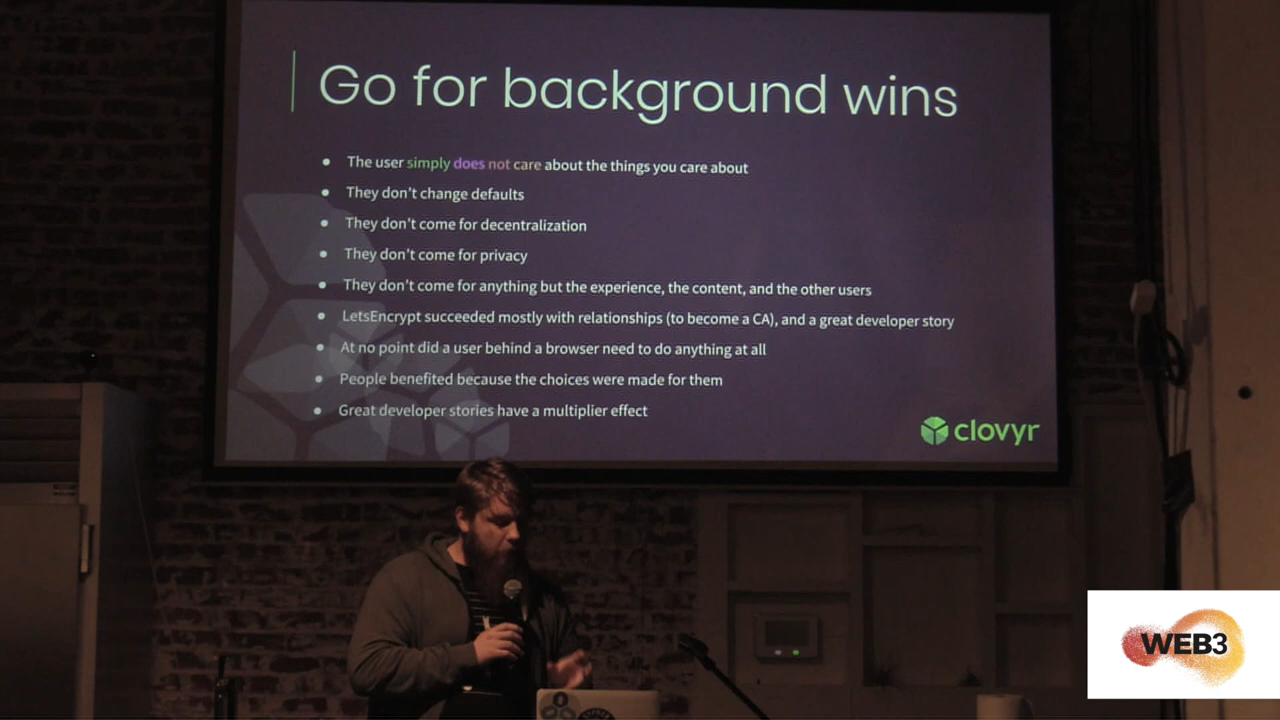 Go for background wins
• The user simply does not care about the things you care about
• They don't change defaults
• They don't come for decentralization
• They don't come for privacy
• They don't come for anything but the experience, the content, and the other users
• LetsEncrypt succeeded mostly with relationships (to become a CA), and a great developer story
• At no point did a user behind a browser need to do anything at all
• People benefited because the choices were made for them
• Great developer stories have a multiplier effect
clovyr
WEB3